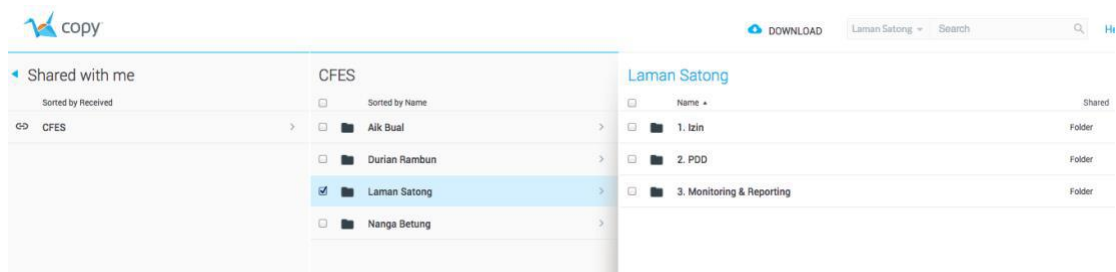 copy
DOWNLOAD
Laman Satong
Search
Shared with me
Sorted by Received
CFES
CFES
Sorted by Name
Aik Bual
Durian Rambun
Laman Satong
Nanga Betung
Laman Satong
Name
Shared
1. Izin
Folder
2. PDD
Folder
3. Monitoring & Reporting
Folder